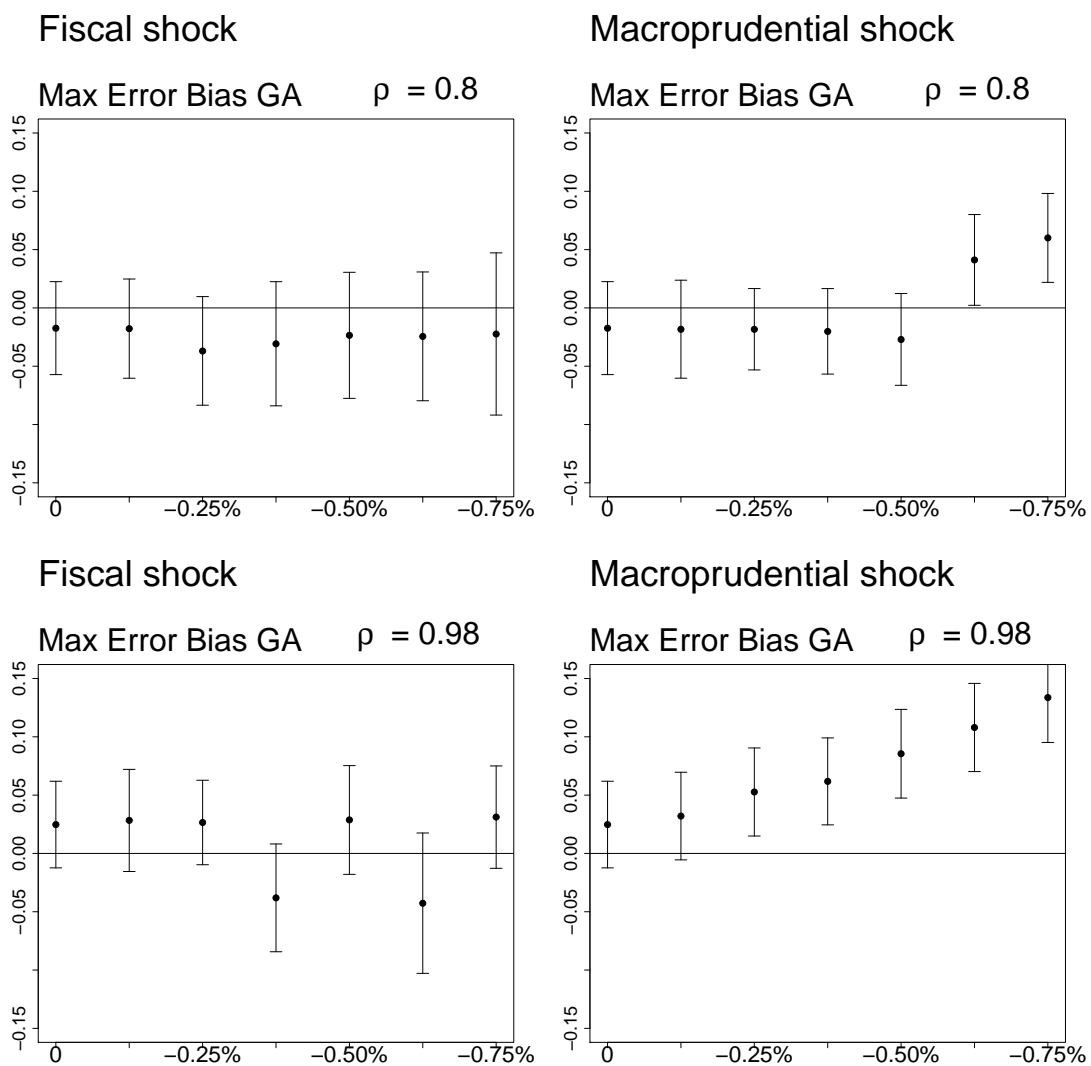 Fiscal shock
Max Error Bias GA ρ = 0.8
0.15
0.10
0.05
0.00
−0.05
−0.15
0 −0.25% −0.50% −0.75%
Macroprudential shock
Max Error Bias GA ρ = 0.8
0.15
0.10
0.05
0.00
−0.05
−0.15
0 −0.25% −0.50% −0.75%
Fiscal shock
Max Error Bias GA ρ = 0.98
0.15
0.10
0.05
0.00
−0.05
−0.15
0 −0.25% −0.50% −0.75%
Macroprudential shock
Max Error Bias GA ρ = 0.98
0.15
0.10
0.05
0.00
−0.05
−0.15
0 −0.25% −0.50% −0.75%